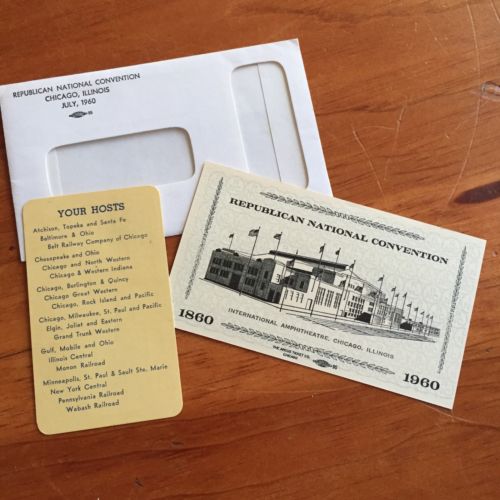 REPUBLICAN NATIONAL CONVENTION
CHICAGO, ILLINOIS
JULY, 1960
YOUR HOSTS
Atchison, Topeka and Santa Fe
Baltimore & Ohio
Belt Railway Company of Chicago
Chesapeake and Ohio
Chicago and North Western
Chicago & Western Indiana
Chicago, Burlington & Quincy
Chicago Great Western
Chicago, Rock Island and Pacific
Chicago, Milwaukee, St. Paul and Pacific
Elgin, Joliet and Eastern
Grand Trunk Western
Gulf, Mobile and Ohio
Illinois Central
Monon Railroad
Minneapolis, St. Paul & Sault Ste. Marie
New York Central
Pennsylvania Railroad
Wabash Railroad
REPUBLICAN NATIONAL CONVENTION
1860
INTERNATIONAL AMPHITHEATRE, CHICAGO, ILLINOIS
CHICAGO
1960